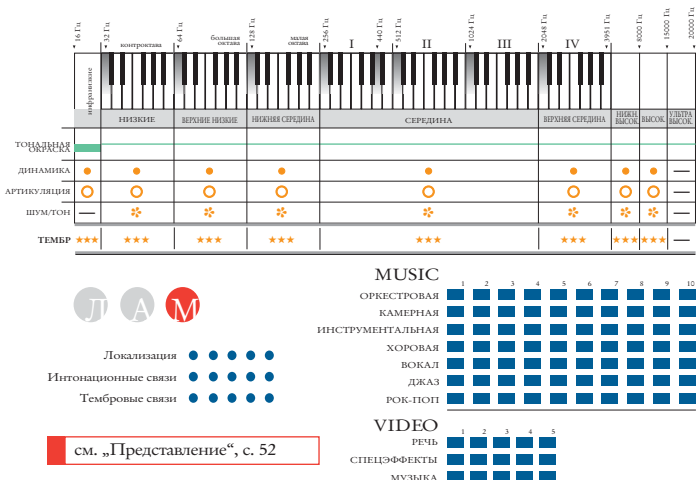 16 Гц 32 Гц 64 Гц 128 Гц 256 Гц 440 Гц 512 Гц 1024 Гц 2048 Гц 3951 Гц 8000 Гц 15000 Гц 20000 Гц
контроктава большая октава малая октава I II III IV
инфранизкие НИЗКИЕ ВЕРХНИЕ НИЗКИЕ НИЖНЯЯ СЕРЕДИНА СЕРЕДИНА ВЕРХНЯЯ СЕРЕДИНА НИЖН. ВЫСОК. ВЫСОК. УЛЬТРА ВЫСОК.
ТОНАЛЬНАЯ
ОКРАСКА
ДИНАМИКА
АРТИКУЛЯЦИЯ
ШУМ/ТОН
ТЕМБР
Л А М
Локализация
Интонационные связи
Тембровые связи
см. „Представление“, с. 52
MUSIC
1 2 3 4 5 6 7 8 9 10
ОРКЕСТРОВАЯ
КАМЕРНАЯ
ИНСТРУМЕНТАЛЬНАЯ
ХОРОВАЯ
ВОКАЛ
ДЖАЗ
РОК-ПОП
VIDEO
1 2 3 4 5
РЕЧЬ
СПЕЦЭФФЕКТЫ
МУЗЫКА